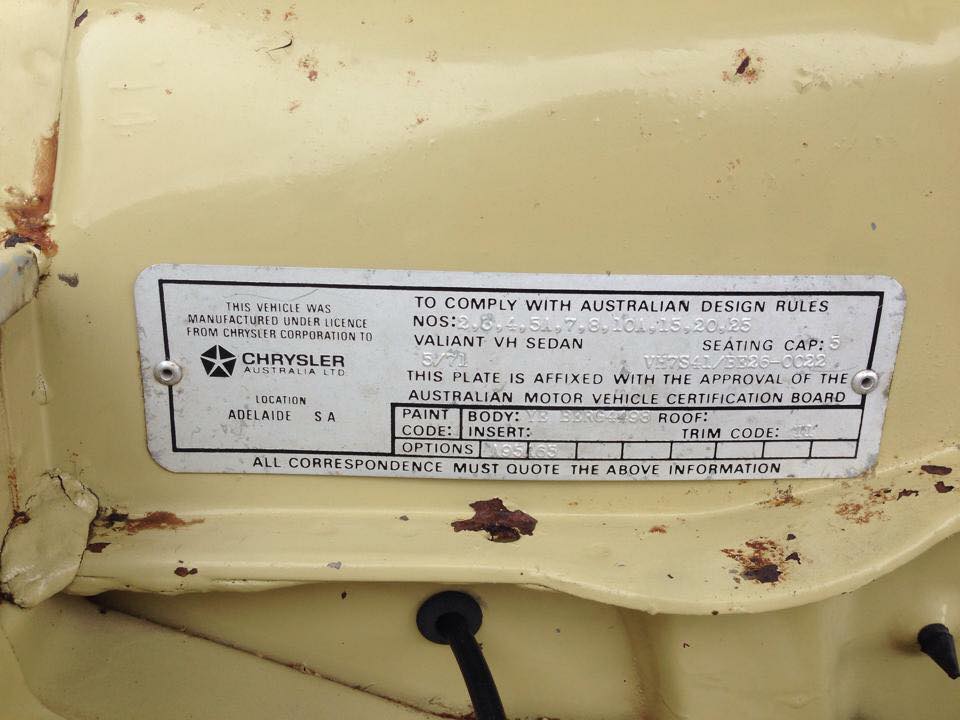 THIS VEHICLE WAS
MANUFACTURED UNDER LICENCE
FROM CHRYSLER CORPORATION TO
CHRYSLER
AUSTRALIA LTD.
LOCATION
ADELAIDE S A
TO COMPLY WITH AUSTRALIAN DESIGN RULES
NOS: 4, 5A, 7, 8, 10A, 15, 20, 25
VALIANT VH SEDAN SEATING CAP: 5
5/71
THIS PLATE IS AFFIXED WITH THE APPROVAL OF THE
AUSTRALIAN MOTOR VEHICLE CERTIFICATION BOARD
PAINT CODE:
BODY: ROOF:
INSERT: TRIM CODE:
OPTIONS
ALL CORRESPONDENCE MUST QUOTE THE ABOVE INFORMATION